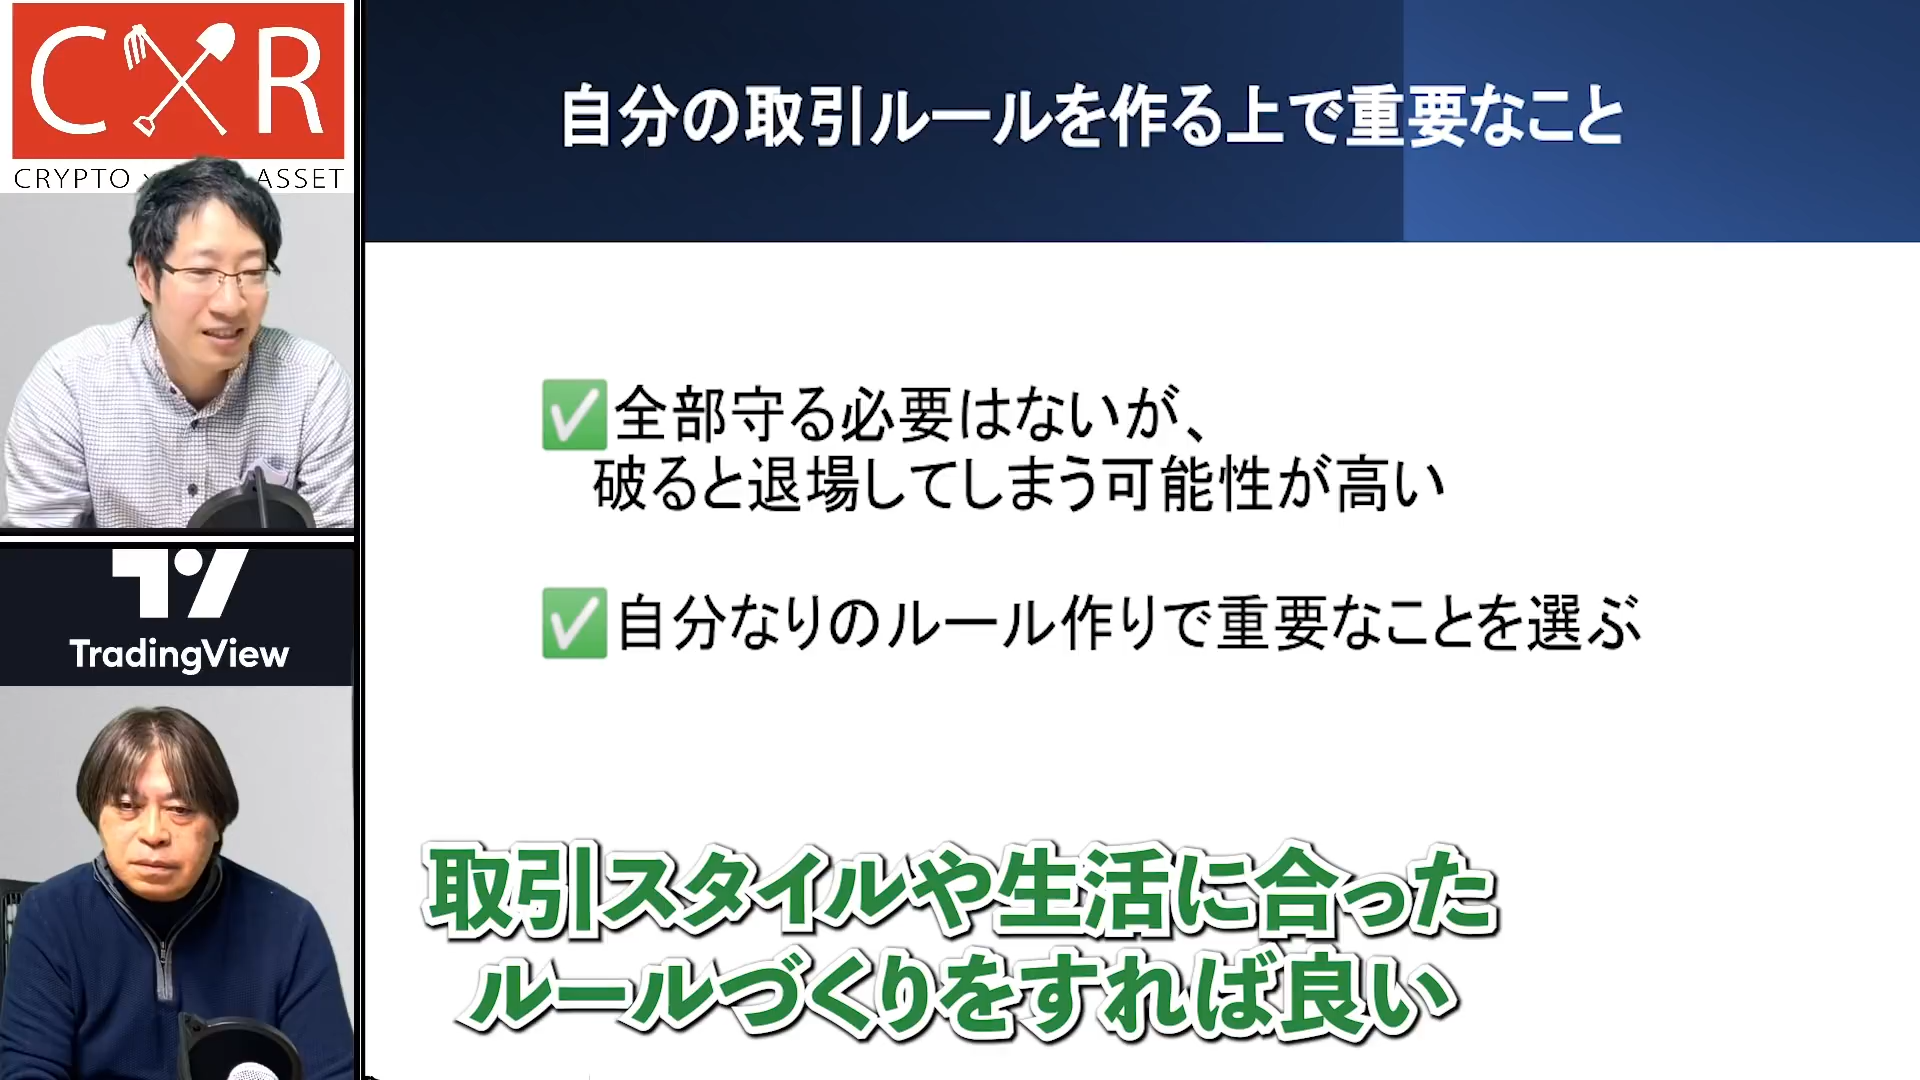 CXR
CRYPTO
ASSET
TradingView
自分の取引ルールを作る上で重要なこと
✅全部守る必要はないが、
破ると退場してしまう可能性が高い
✅自分なりのルール作りで重要なことを選ぶ
取引スタイルや生活に合った
ルールづくりをすれば良い